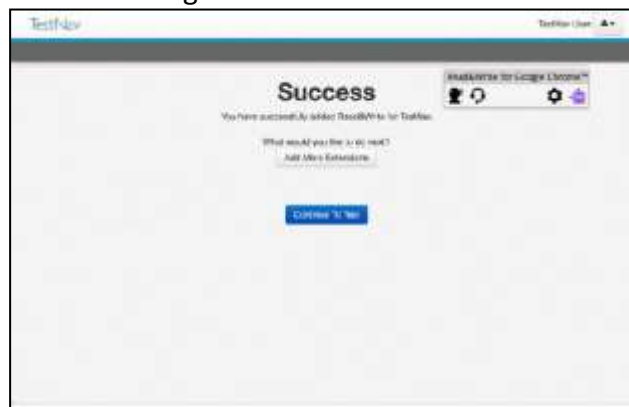 TestNav
TestNav User
Read&Write for Google Chrome™
Success
You have successfully added Read&Write for TestNav.
What would you like to do next?
Add More Extensions
Continue To Test